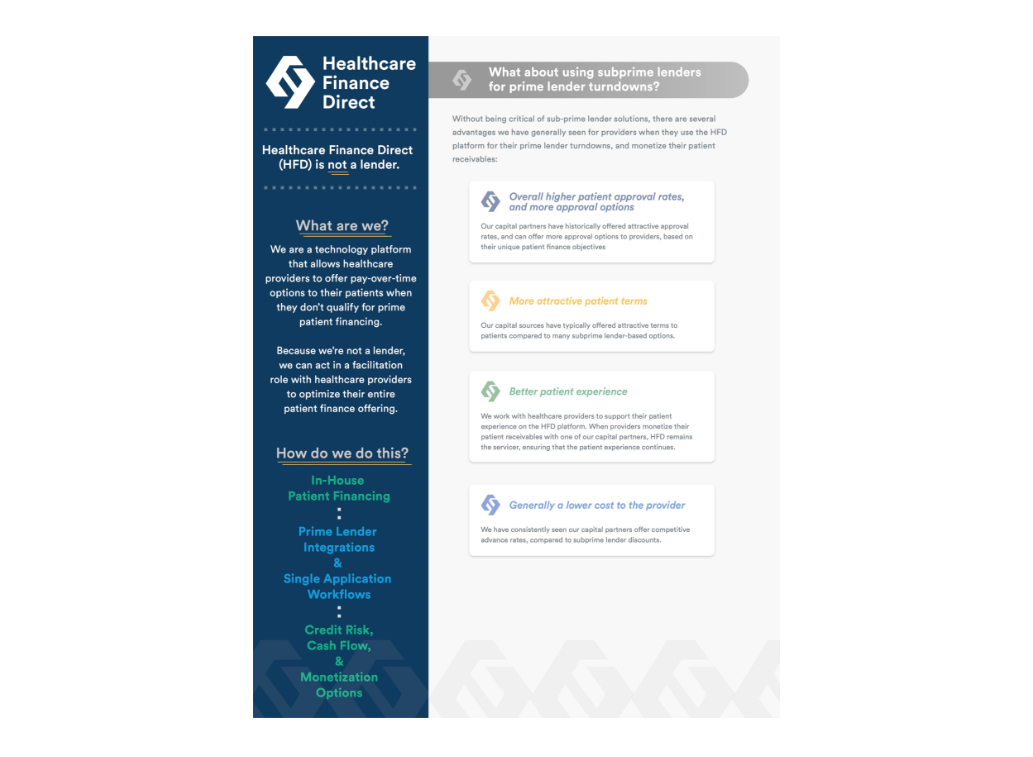 Healthcare
Finance
Direct
Healthcare Finance Direct
(HFD) is not a lender.
What are we?
We are a technology platform
that allows healthcare
providers to offer pay-over-time
options to their patients when
they don't qualify for prime
patient financing.
Because we're not a lender,
we can act in a facilitation
role with healthcare providers
to optimize their entire
patient finance offering.
How do we do this?
In-House
Patient Financing
Prime Lender
Integrations
&
Single Application
Workflows
Credit Risk,
Cash Flow,
&
Monetization
Options
What about using subprime lenders
for prime lender turndowns?
Without being critical of sub-prime lender solutions, there are several
advantages we have generally seen for providers when they use the HFD
platform for their prime lender turndowns, and monetize their patient
receivables:
Overall higher patient approval rates,
and more approval options
Our capital partners have historically offered attractive approval
rates, and can offer more approval options to providers, based on
their unique patient finance objectives
More attractive patient terms
Our capital sources have typically offered attractive terms to
patients compared to many subprime lender-based options.
Better patient experience
We work with healthcare providers to support their patient
experience on the HFD platform. When providers monetize their
patient receivables with one of our capital partners, HFD remains
the servicer, ensuring that the patient experience continues.
Generally a lower cost to the provider
We have consistently seen our capital partners offer competitive
advance rates, compared to subprime lender discounts.